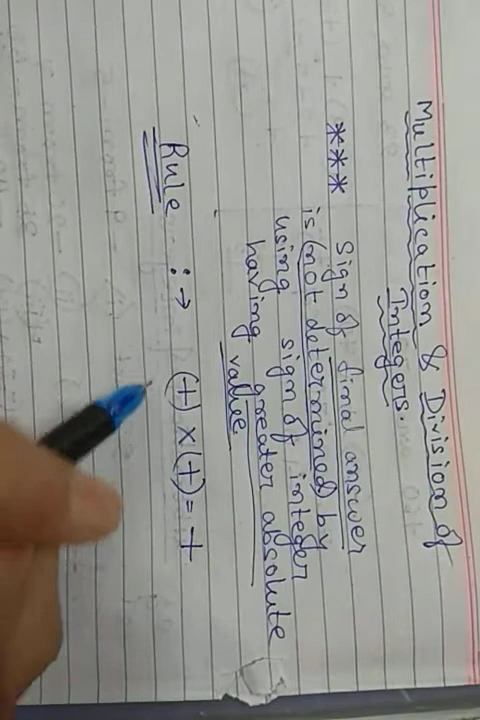 Multiplication & Division of
Integers.
*** Sign of final answer
is (not determined) by
using sign of integer
having greater absolute
value.
Rule :→ (+) × (+) = +